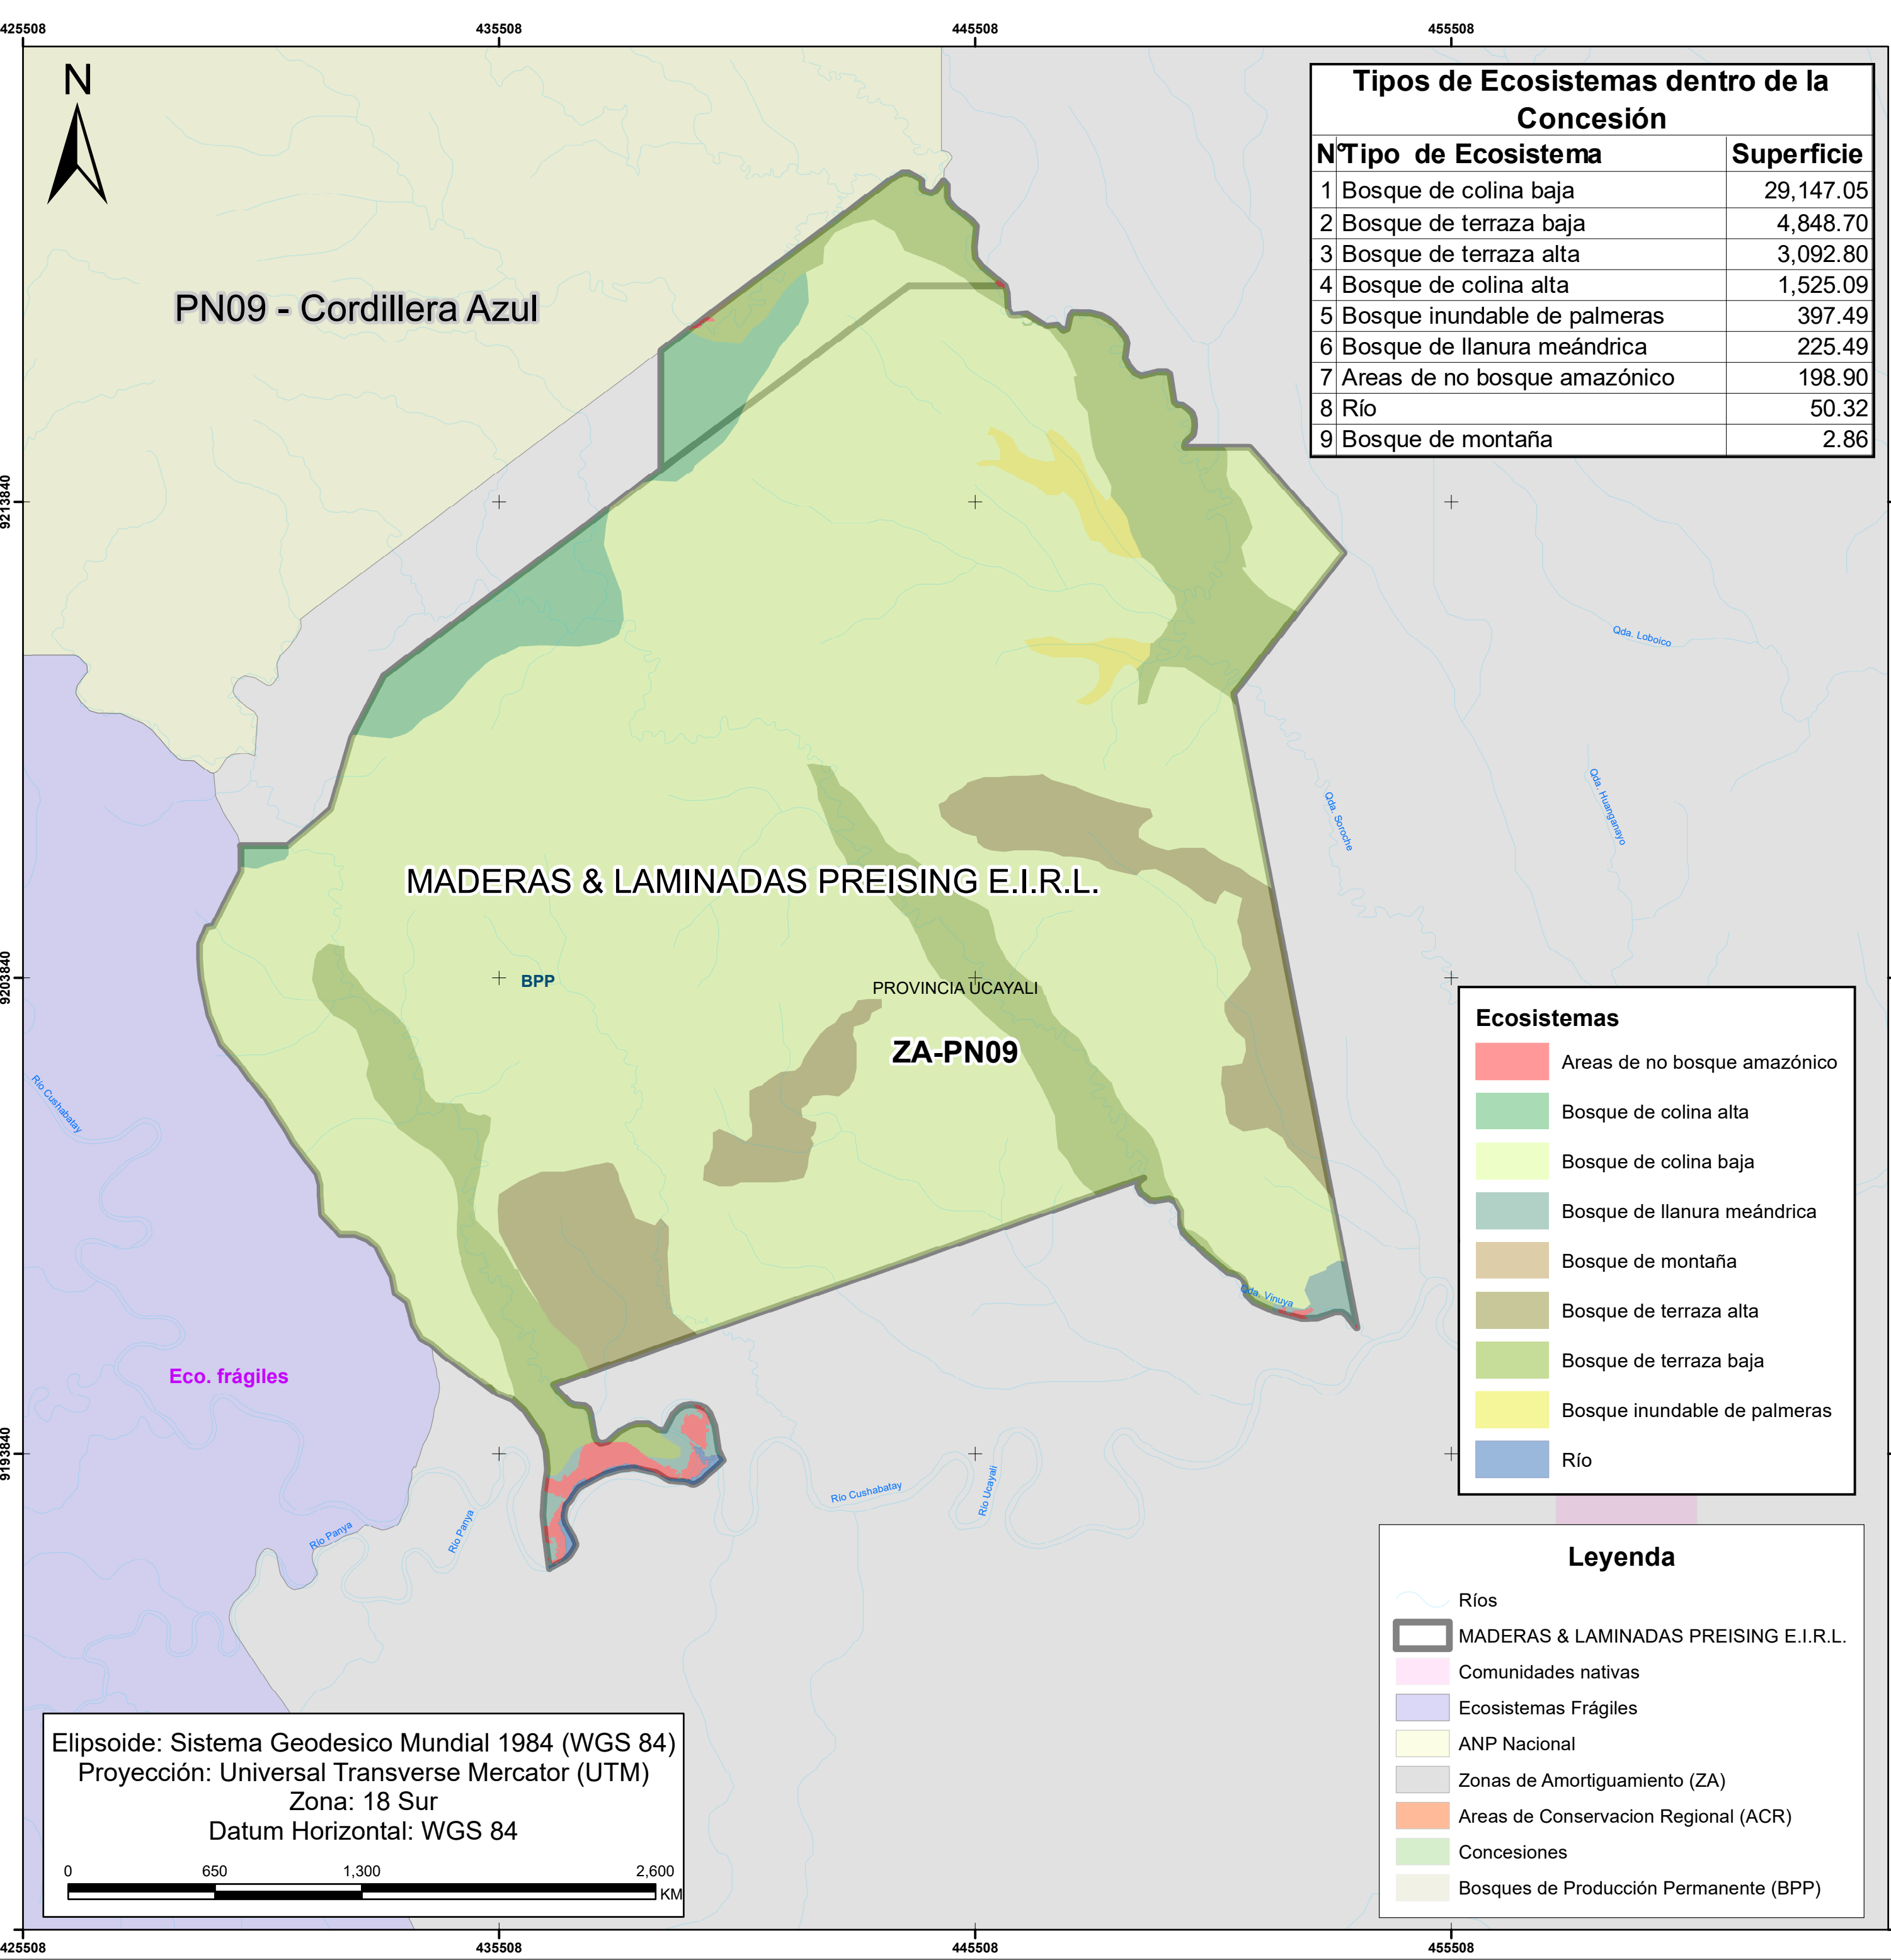 425508 435508 445508 455508
N
Tipos de Ecosistemas dentro de la
Concesión
N° Tipo de Ecosistema Superficie
1 Bosque de colina baja 29,147.05
2 Bosque de terraza baja 4,848.70
3 Bosque de terraza alta 3,092.80
4 Bosque de colina alta 1,525.09
5 Bosque inundable de palmeras 397.49
6 Bosque de llanura meándrica 225.49
7 Areas de no bosque amazónico 198.90
8 Río 50.32
9 Bosque de montaña 2.86
PN09 - Cordillera Azul
9213840
Qda. Loboico
Qda. Soroche
Qda. Huanganayo
MADERAS & LAMINADAS PREISING E.I.R.L.
9203840
BPP
PROVINCIA UCAYALI
ZA-PN09
Río Cushabatay
Qda. Vinuya
Eco. frágiles
9193840
Río Cushabatay
Río Ucayali
Río Panya
Río Panya
Ecosistemas
Areas de no bosque amazónico
Bosque de colina alta
Bosque de colina baja
Bosque de llanura meándrica
Bosque de montaña
Bosque de terraza alta
Bosque de terraza baja
Bosque inundable de palmeras
Río
Leyenda
Ríos
MADERAS & LAMINADAS PREISING E.I.R.L.
Comunidades nativas
Ecosistemas Frágiles
ANP Nacional
Zonas de Amortiguamiento (ZA)
Areas de Conservacion Regional (ACR)
Concesiones
Bosques de Producción Permanente (BPP)
Elipsoide: Sistema Geodesico Mundial 1984 (WGS 84)
Proyección: Universal Transverse Mercator (UTM)
Zona: 18 Sur
Datum Horizontal: WGS 84
0 650 1,300 2,600
KM
425508 435508 445508 455508